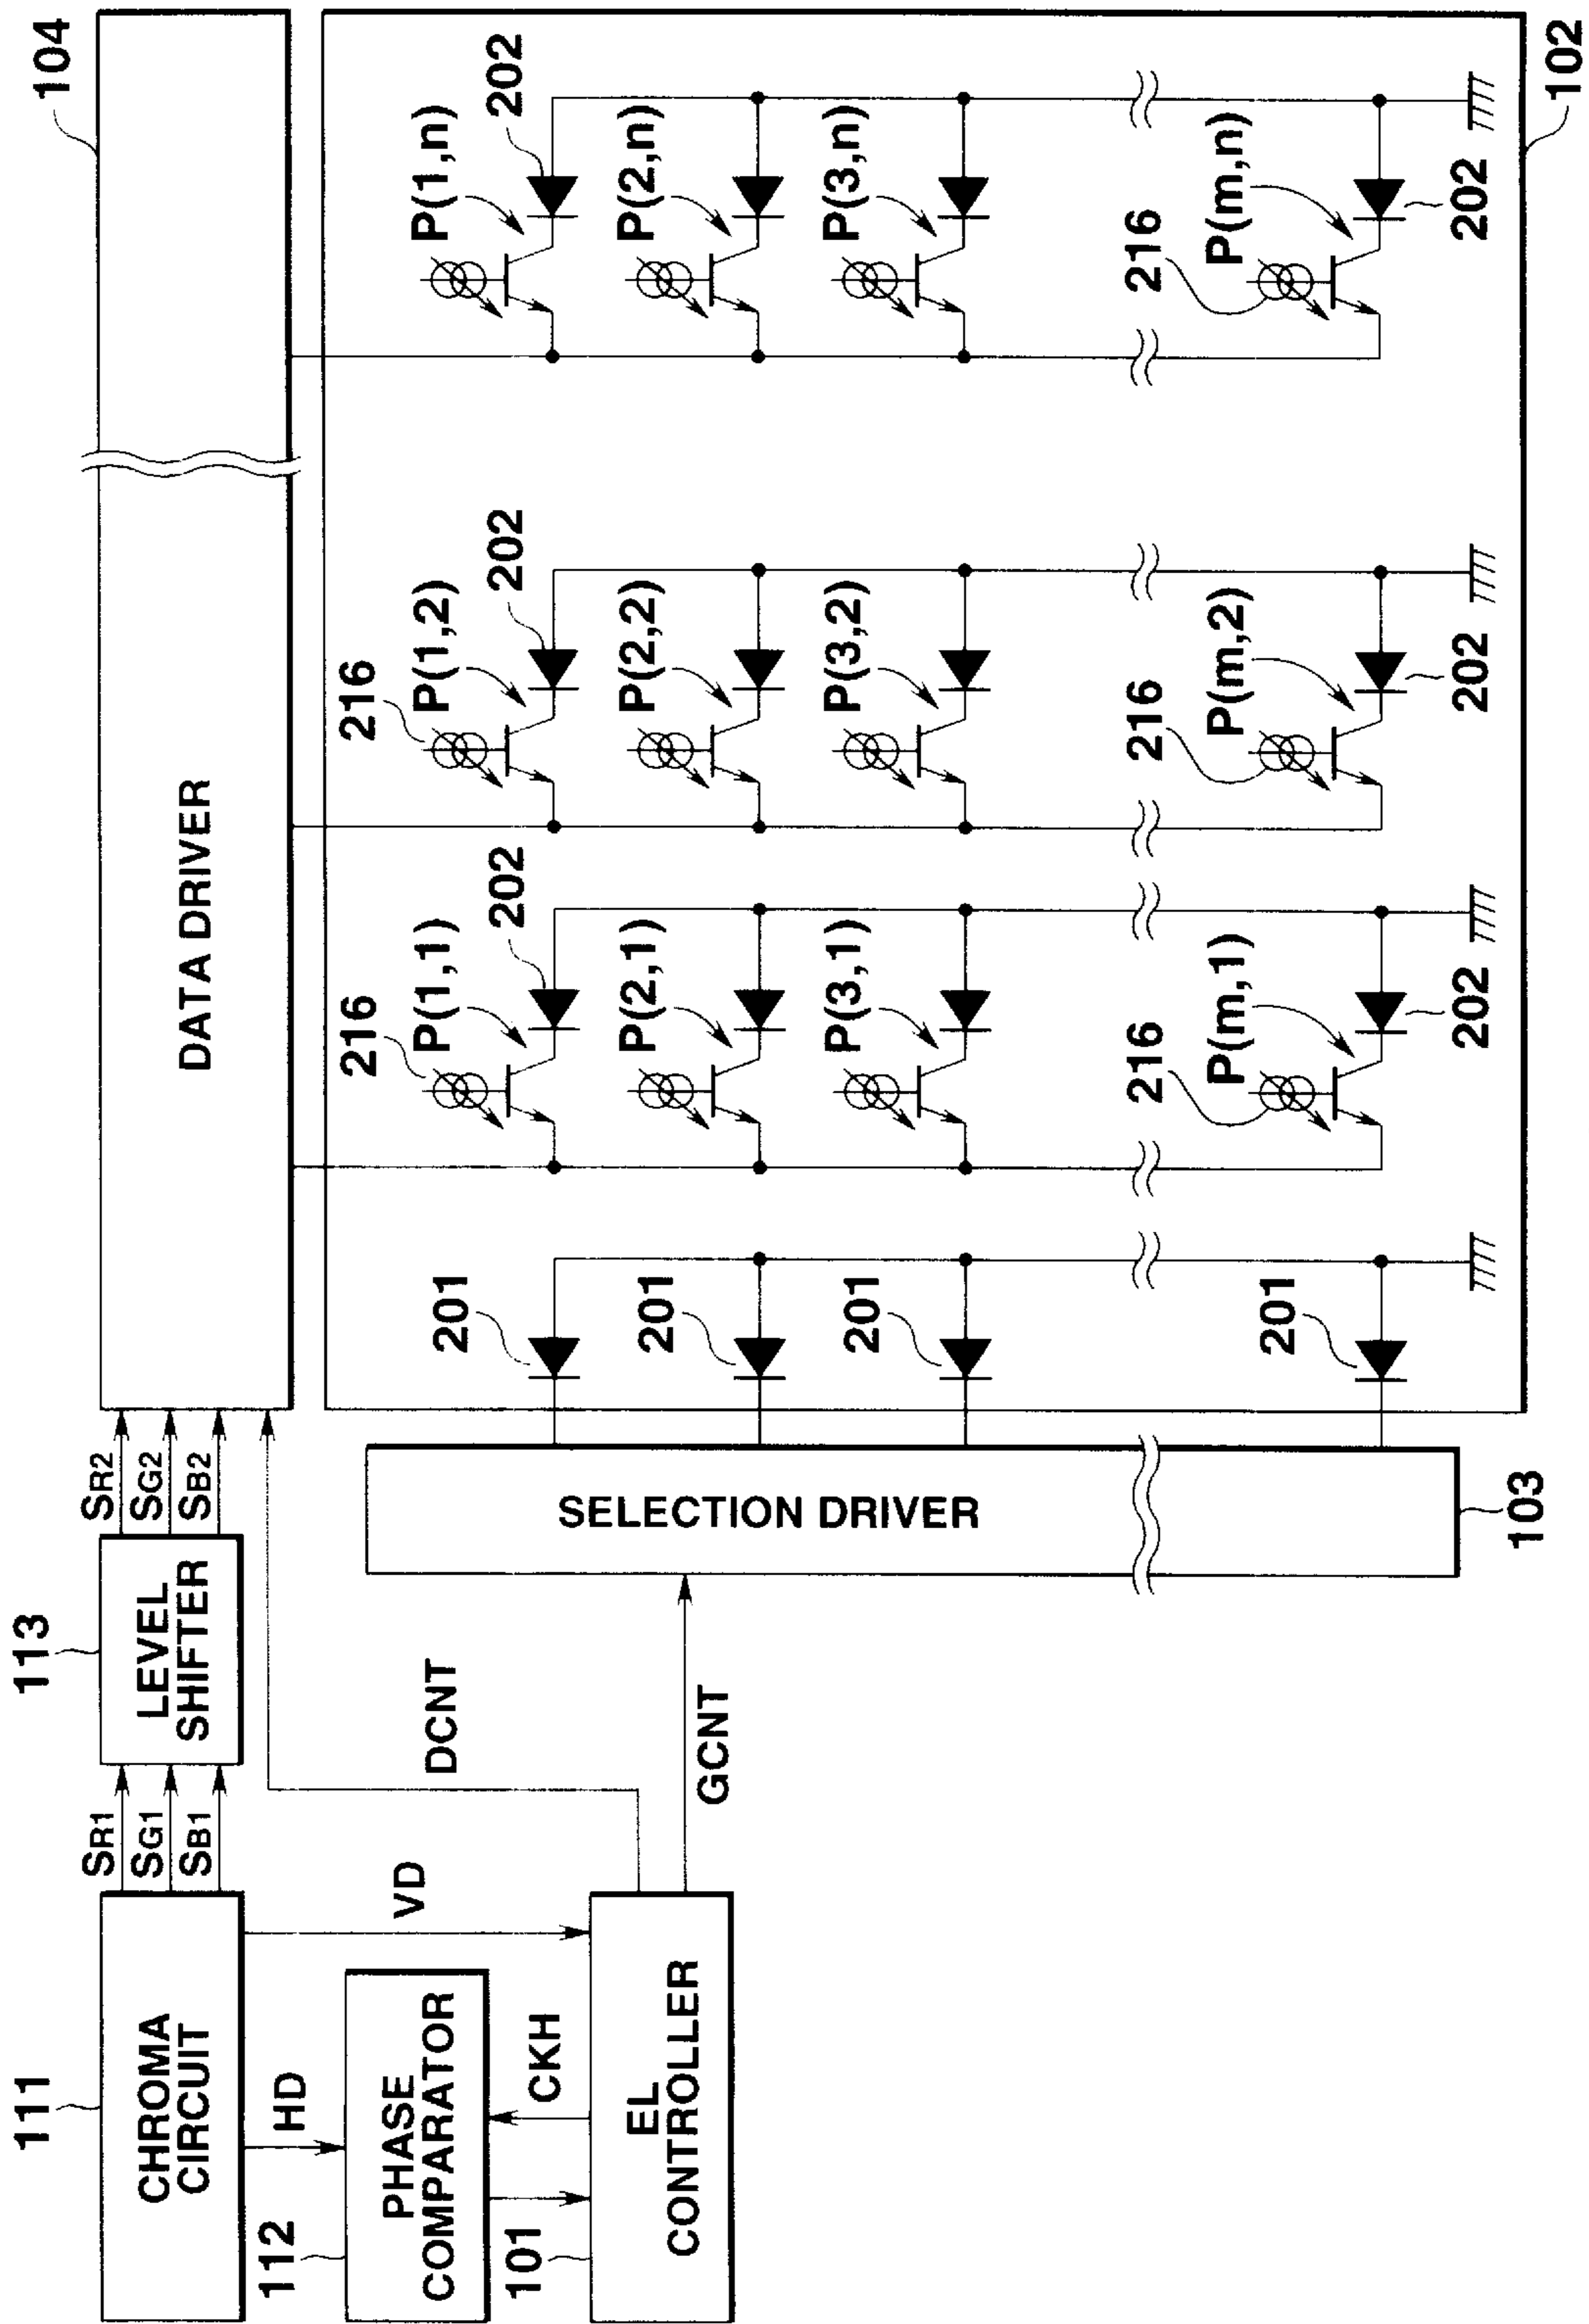 111
CHROMA
CIRCUIT
SR1
SG1
SB1
113
LEVEL
SHIFTER
SR2
SG2
SB2
DATA DRIVER
104
HD
VD
112
PHASE
COMPARATOR
CKH
101
EL
CONTROLLER
DCNT
GCNT
SELECTION DRIVER
103
201
201
201
201
216
P(1,1)
202
P(2,1)
P(3,1)
216
P(m,1)
202
216
P(1,2)
202
P(2,2)
P(3,2)
216
P(m,2)
202
P(1,n)
202
P(2,n)
P(3,n)
216
P(m,n)
202
102